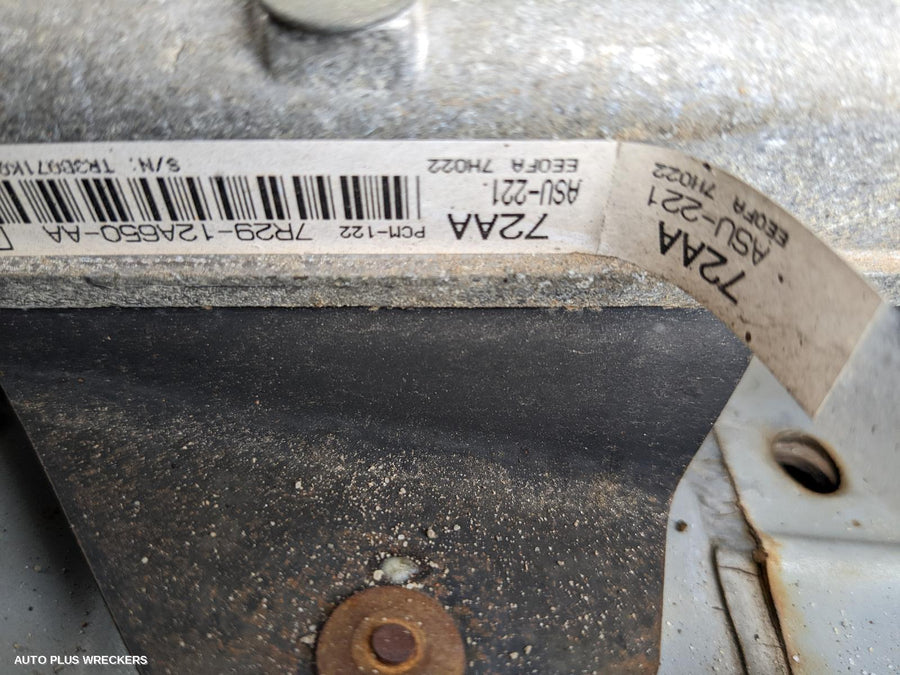 72AA
ASU-221
EEOFA 7H022
72AA
ASU-221
EEOFA 7H022
PCM-122 7R29-12A650-AA
S/N:
AUTO PLUS WRECKERS